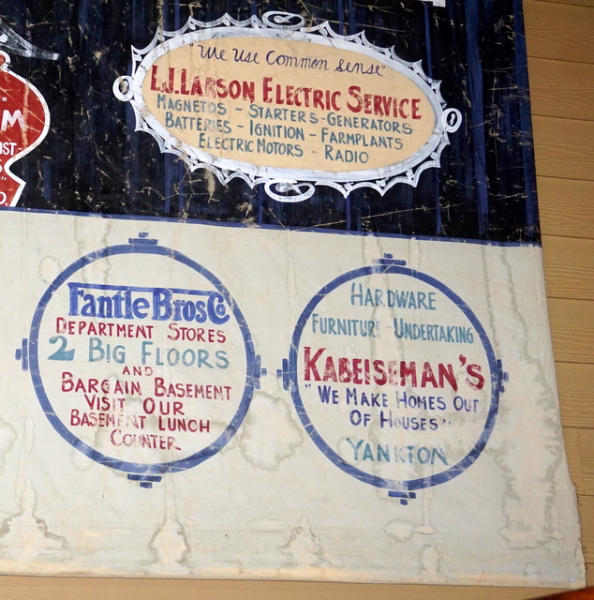 "We Use Common Sense"
L.J. Larson Electric Service
Magnetos - Starters - Generators
Batteries - Ignition - Farmplants
Electric Motors - Radio
M
IST-
S
"
O.
Fantle Bros Co
Department Stores
2 Big Floors
and
Bargain Basement
Visit Our
Basement Lunch
Counter
Hardware
Furniture - Undertaking
Kabeiseman's
"We Make Homes Out
Of Houses"
Yankton